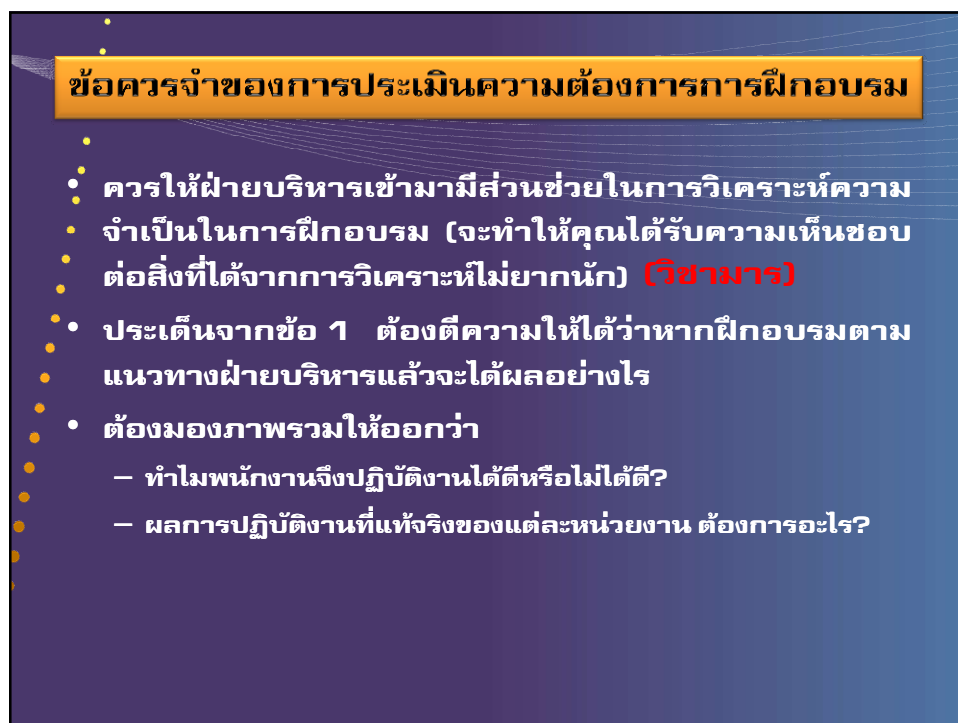 ข้อควรจำของการประเมินความต้องการการฝึกอบรม
• ควรให้ฝ่ายบริหารเข้ามามีส่วนช่วยในการวิเคราะห์ความ
จำเป็นในการฝึกอบรม (จะทำให้คุณได้รับความเห็นชอบ
ต่อสิ่งที่ได้จากการวิเคราะห์ไม่ยากนัก) (วิชามาร)
• ประเด็นจากข้อ 1 ต้องตีความให้ได้ว่าหากฝึกอบรมตาม
แนวทางฝ่ายบริหารแล้วจะได้ผลอย่างไร
• ต้องมองภาพรวมให้ออกว่า
– ทำไมพนักงานจึงปฏิบัติงานได้ดีหรือไม่ได้ดี?
– ผลการปฏิบัติงานที่แท้จริงของแต่ละหน่วยงาน ต้องการอะไร?